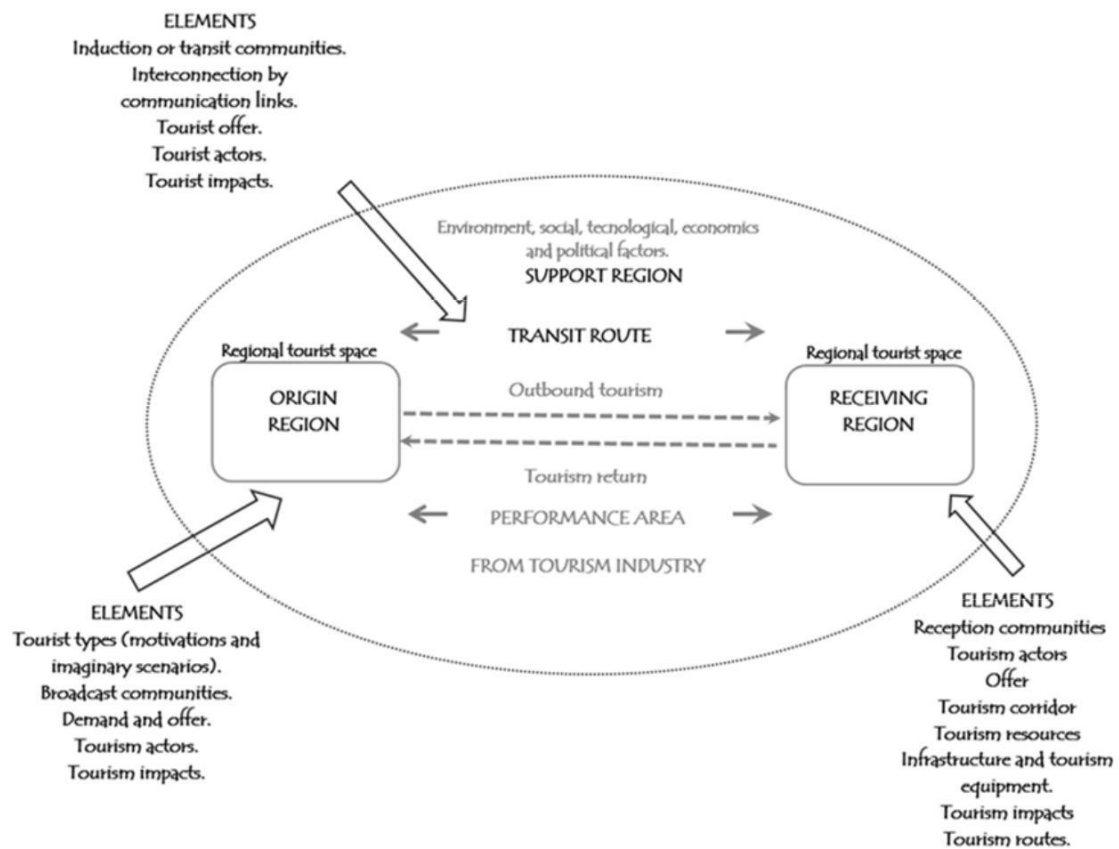 ELEMENTS
Induction or transit communities.
Interconnection by
communication links.
Tourist offer.
Tourist actors.
Tourist impacts.
Environment, social, tecnological, economics
and political factors.
SUPPORT REGION
TRANSIT ROUTE
Regional tourist space
ORIGIN
REGION
Outbound tourism
Tourism return
Regional tourist space
RECEIVING
REGION
PERFORMANCE AREA
FROM TOURISM INDUSTRY
ELEMENTS
Tourist types (motivations and
imaginary scenarios).
Broadcast communities.
Demand and offer.
Tourism actors.
Tourism impacts.
ELEMENTS
Reception communities
Tourism actors
Offer
Tourism corridor
Tourism resources
Infrastructure and tourism
equipment.
Tourism impacts
Tourism routes.